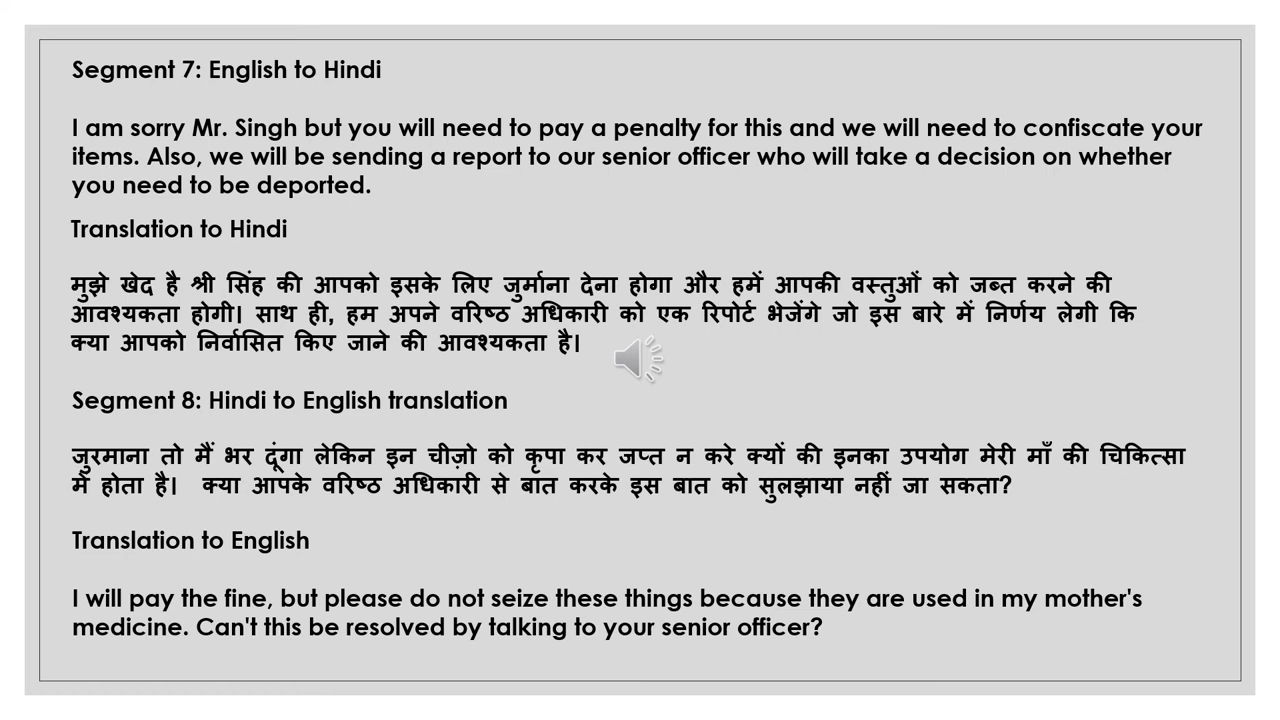 Segment 7: English to Hindi
I am sorry Mr. Singh but you will need to pay a penalty for this and we will need to confiscate your
items. Also, we will be sending a report to our senior officer who will take a decision on whether
you need to be deported.
Translation to Hindi
मुझे खेद है श्री सिंह की आपको इसके लिए जुर्माना देना होगा और हमें आपकी वस्तुओं को जब्त करने की
आवश्यकता होगी। साथ ही, हम अपने वरिष्ठ अधिकारी को एक रिपोर्ट भेजेंगे जो इस बारे में निर्णय लेगी कि
क्या आपको निर्वासित किए जाने की आवश्यकता है।
Segment 8: Hindi to English translation
जुरमाना तो मैं भर दूंगा लेकिन इन चीज़ो को कृपा कर जप्त न करे क्यों की इनका उपयोग मेरी माँ की चिकित्सा
में होता है। क्या आपके वरिष्ठ अधिकारी से बात करके इस बात को सुलझाया नहीं जा सकता?
Translation to English
I will pay the fine, but please do not seize these things because they are used in my mother's
medicine. Can't this be resolved by talking to your senior officer?